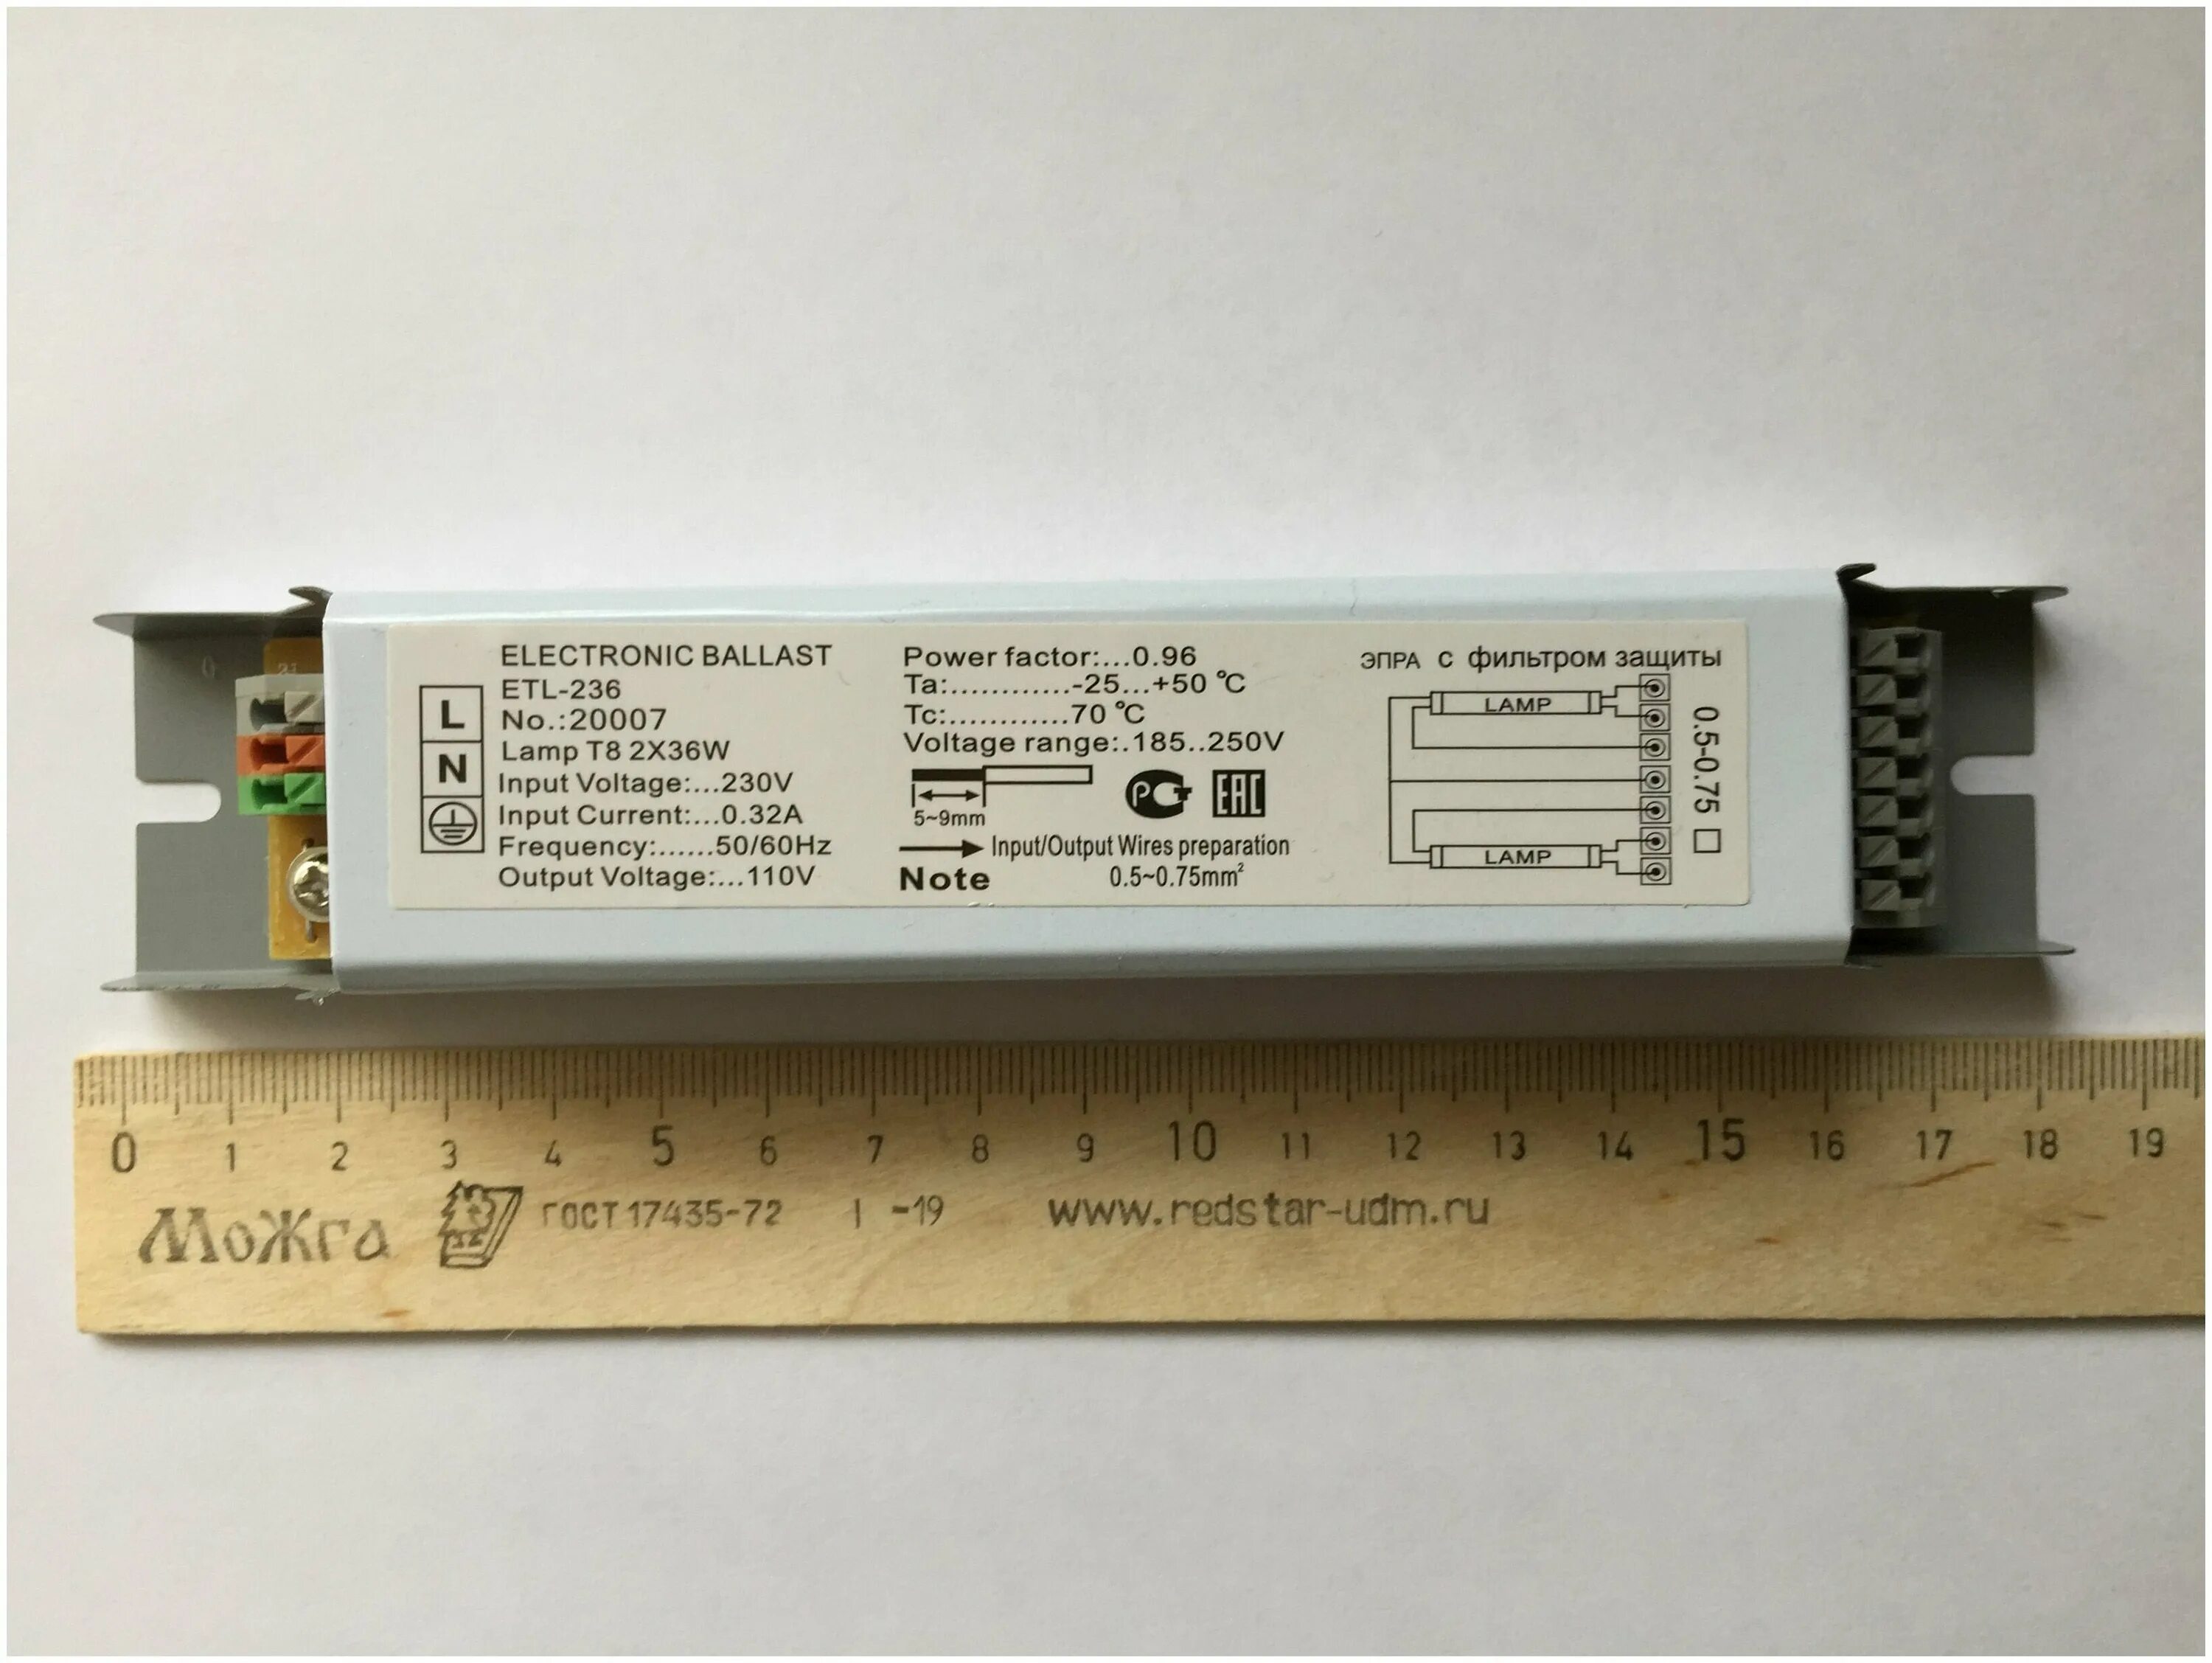 ELECTRONIC BALLAST
ETL-236
No.:20007
Lamp T8 2X36W
Input Voltage:...230V
Input Current:...0.32A
Frequency:......50/60Hz
Output Voltage:...110V
L
N
Power factor:...0.96
Ta:............-25...+50 °C
Tc:............70 °C
Voltage range:.185..250V
5~9mm
РСТ
EAC
Input/Output Wires preparation
Note
0.5~0.75mm²
ЭПРА с фильтром защиты
LAMP
LAMP
0.5-0.75 □
0 1 2 3 4 5 6 7 8 9 10 11 12 13 14 15 16 17 18 19
Можга
ГОСТ 17435-72 I -19
www.redstar-udm.ru